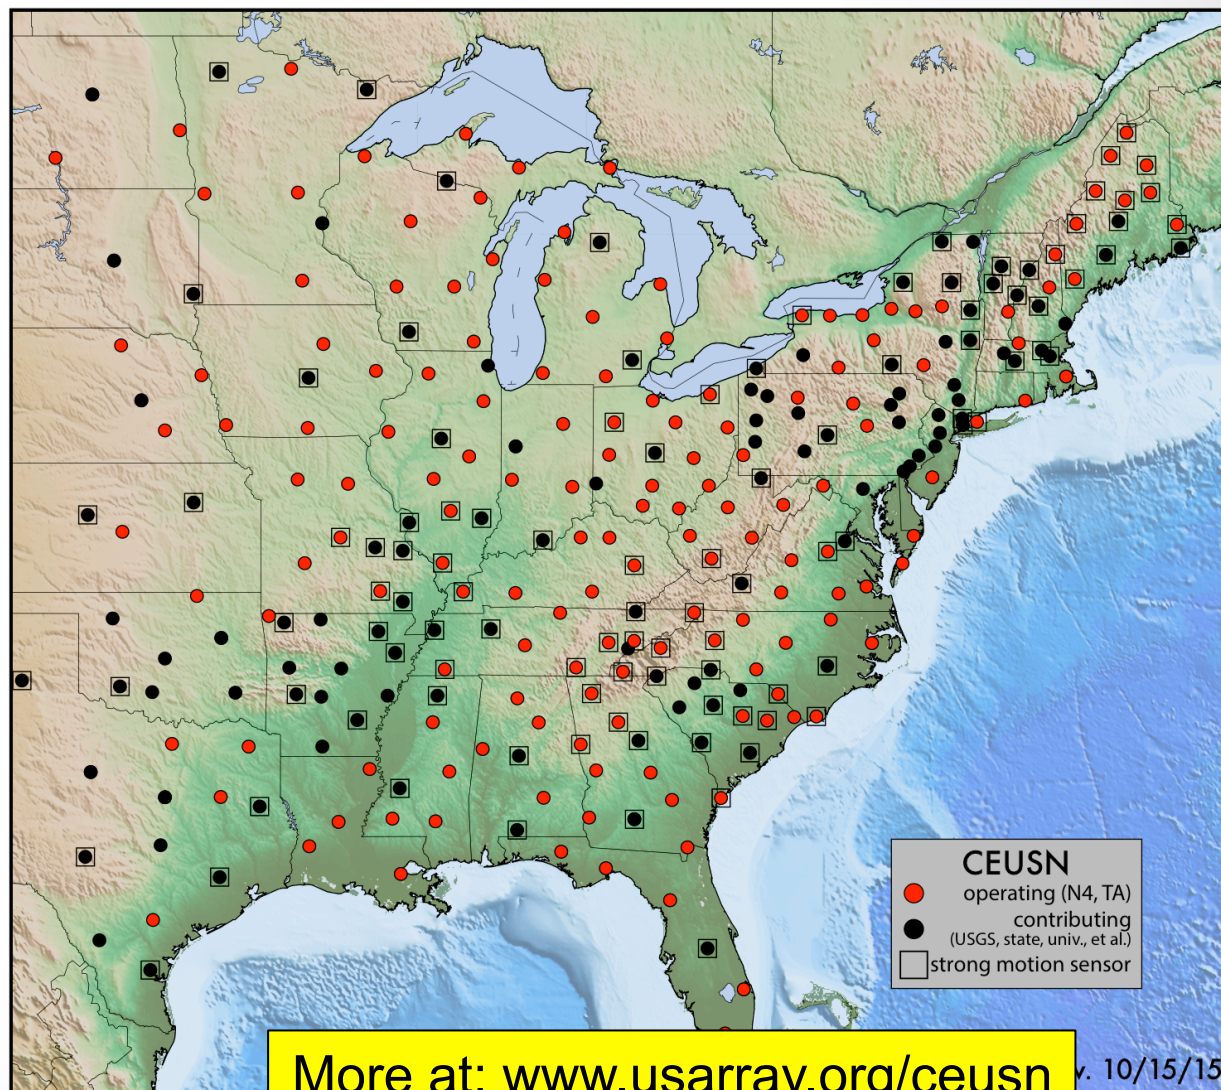 CEUSN
operating (N4, TA)
contributing
(USGS, state, univ., et al.)
strong motion sensor
More at: www.usarray.org/ceusn
v. 10/15/15